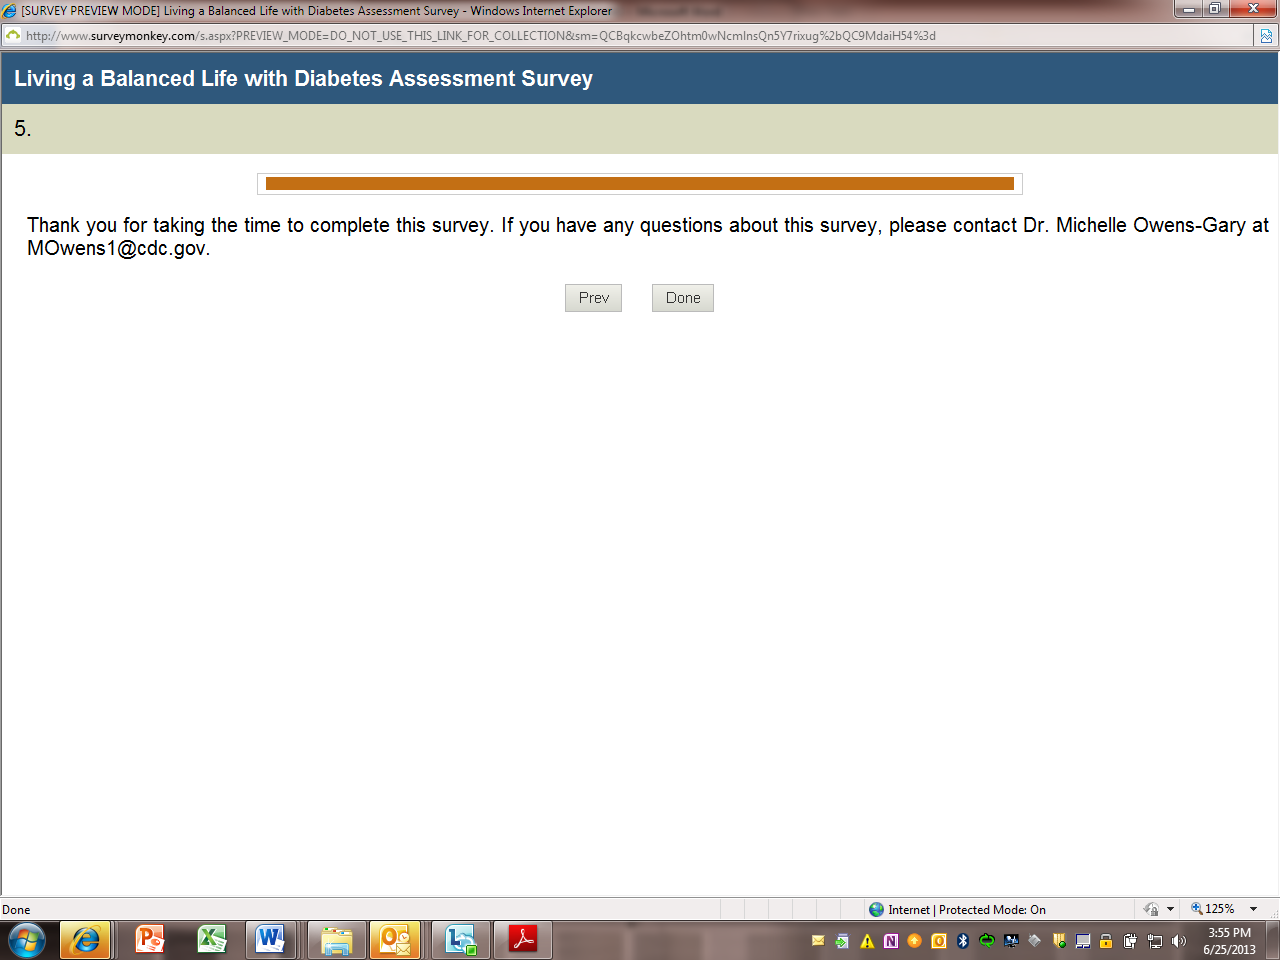 [SURVEY PREVIEW MODE] Living a Balanced Life with Diabetes Assessment Survey - Windows Internet Explorer
http://www.surveymonkey.com/s.aspx?PREVIEW_MODE=DO_NOT_USE_THIS_LINK_FOR_COLLECTION&sm=QCBqkcwbeZOhtm0wNcmInsQn5Y7rixug%2bQC9MdaiH54%3d
Living a Balanced Life with Diabetes Assessment Survey
5.
Thank you for taking the time to complete this survey. If you have any questions about this survey, please contact Dr. Michelle Owens-Gary at
MOwens1@cdc.gov.
Prev Done
Done Internet | Protected Mode: On 125%
3:55 PM
6/25/2013